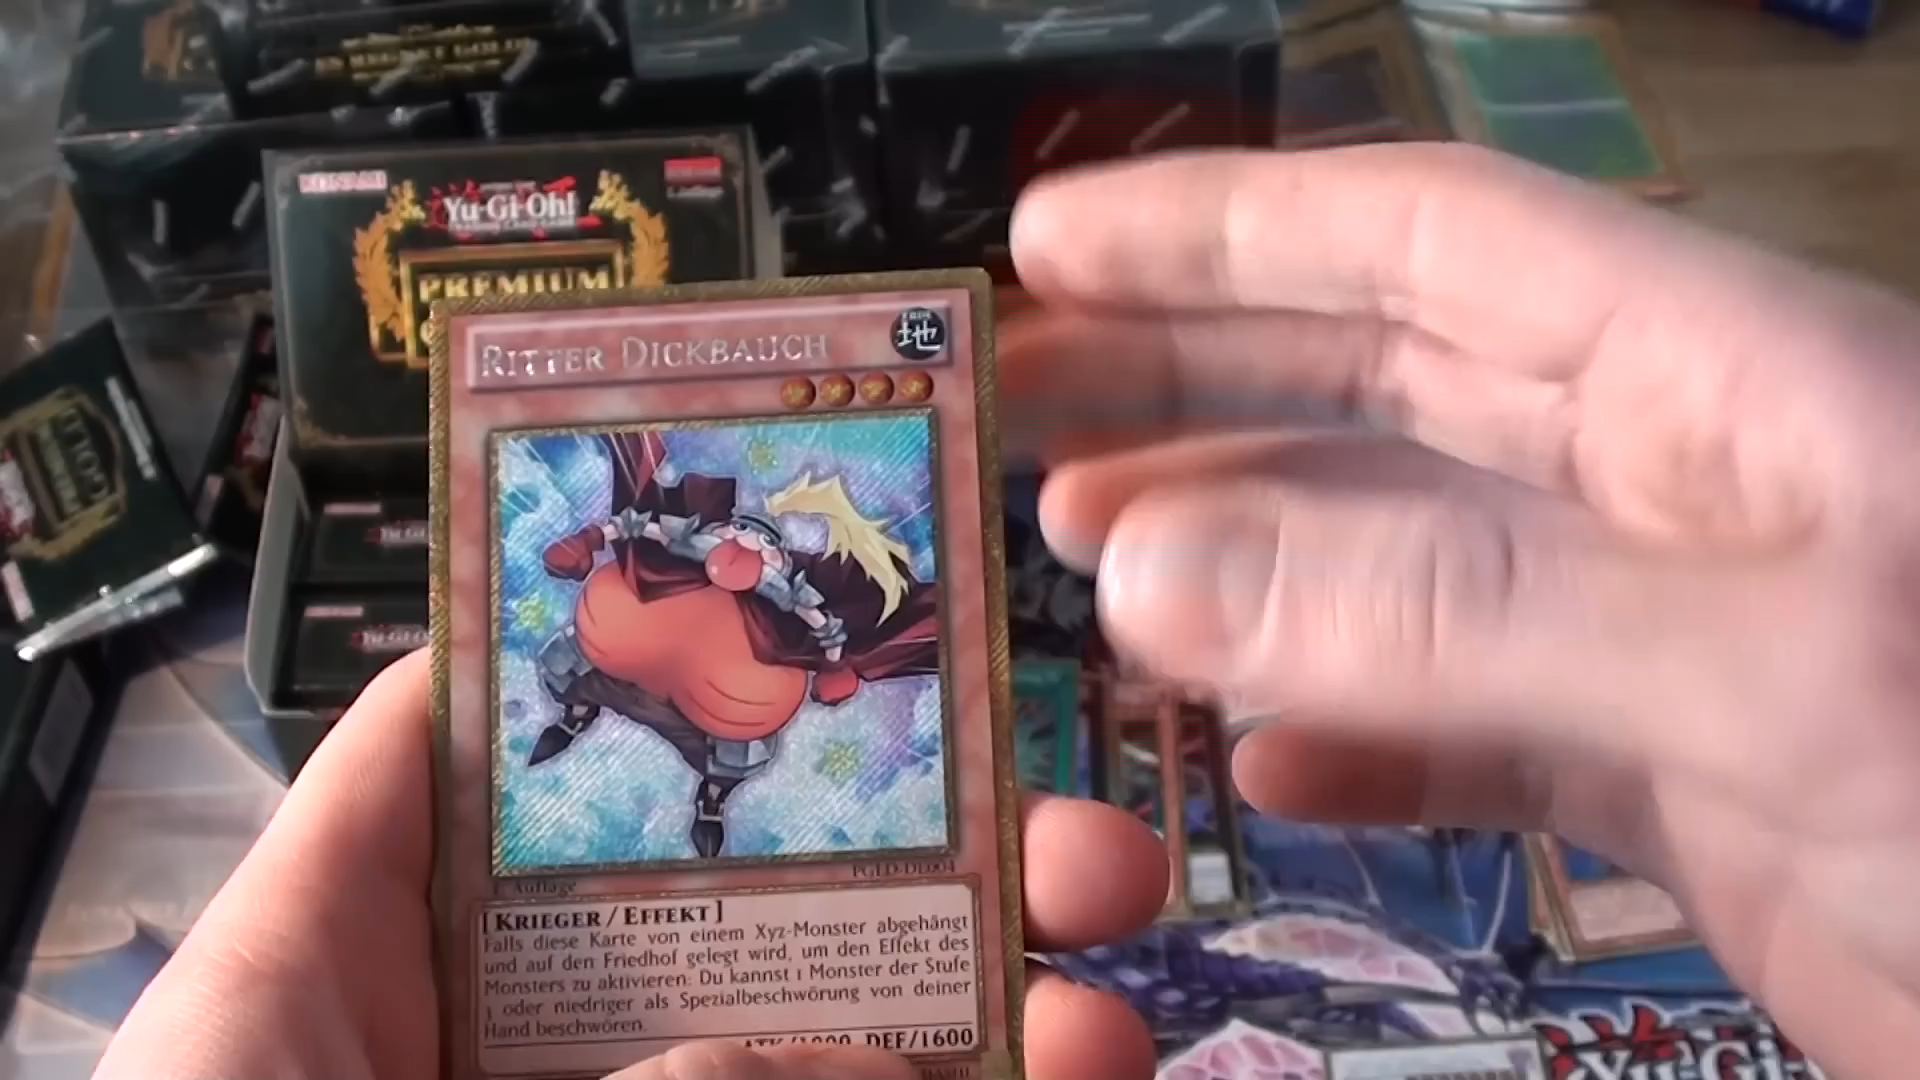 KONAMI
Yu-Gi-Oh!
PREMIUM
RITTER DICKBAUCH
地
PGLD-DE004
1. Auflage
[KRIEGER/EFFEKT]
Falls diese Karte von einem Xyz-Monster abgehängt
und auf den Friedhof gelegt wird, um den Effekt des
Monsters zu aktivieren: Du kannst 1 Monster der Stufe
3 oder niedriger als Spezialbeschwörung von deiner
Hand beschwören.
DEF/1600
Yu-Gi-